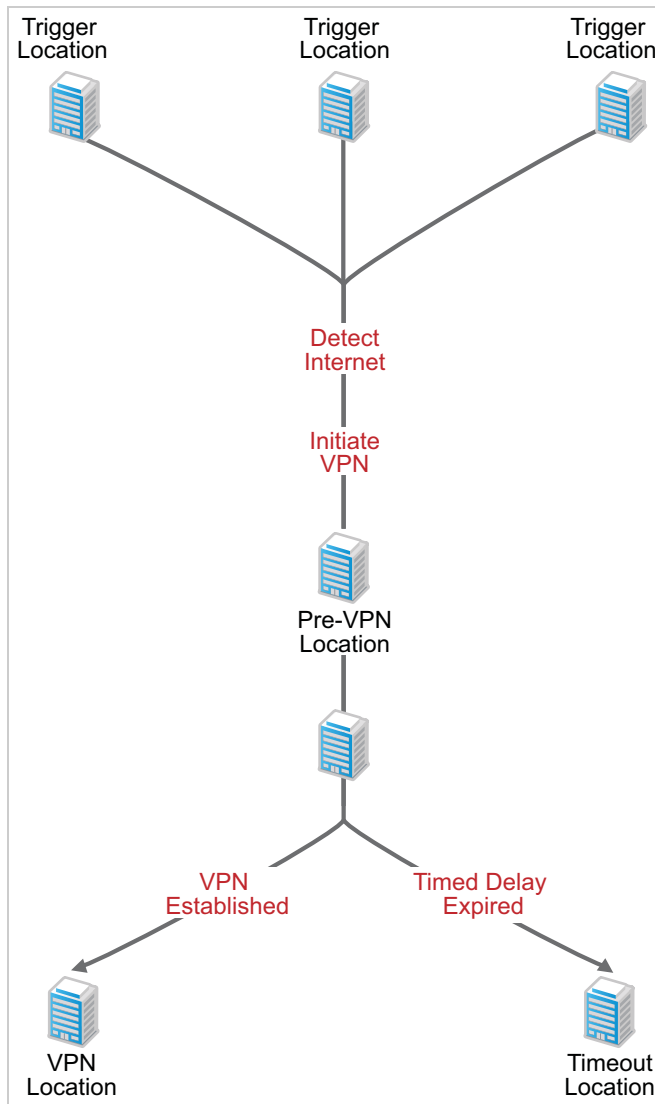 Trigger
Location
Trigger
Location
Trigger
Location
Detect
Internet
Initiate
VPN
Pre-VPN
Location
VPN
Established
Timed Delay
Expired
VPN
Location
Timeout
Location